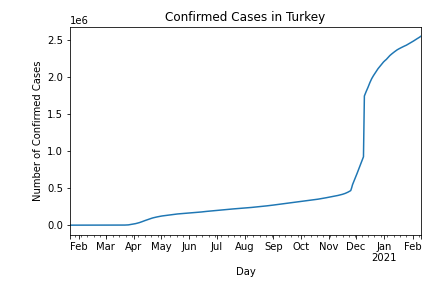 Confirmed Cases in Turkey
1e6
2.5
2.0
1.5
1.0
0.5
0.0
Number of Confirmed Cases
Feb Mar Apr May Jun Jul Aug Sep Oct Nov Dec Jan Feb
2021
Day